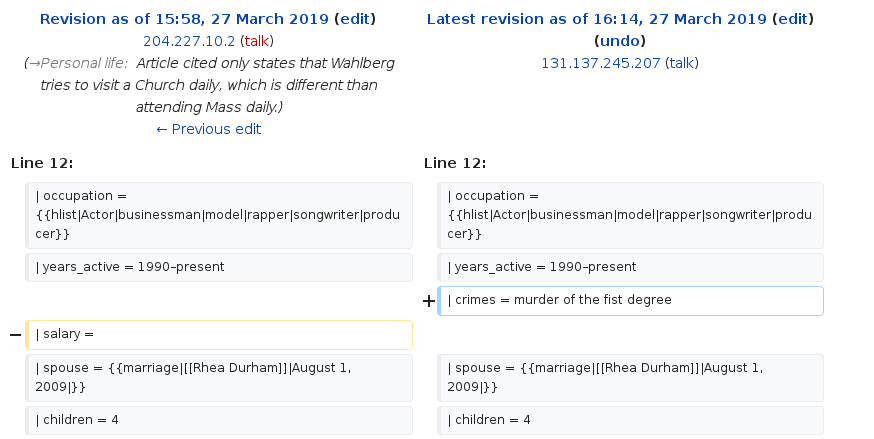 Revision as of 15:58, 27 March 2019 (edit)
204.227.10.2 (talk)
(→Personal life: Article cited only states that Wahlberg
tries to visit a Church daily, which is different than
attending Mass daily.)
← Previous edit
Latest revision as of 16:14, 27 March 2019 (edit)
(undo)
131.137.245.207 (talk)
Line 12:
Line 12:
| occupation =
{{hlist|Actor|businessman|model|rapper|songwriter|produ
cer}}
| occupation =
{{hlist|Actor|businessman|model|rapper|songwriter|produ
cer}}
| years_active = 1990–present
| years_active = 1990–present
+ | crimes = murder of the fist degree
− | salary =
| spouse = {{marriage|[[Rhea Durham]]|August 1,
2009|}}
| spouse = {{marriage|[[Rhea Durham]]|August 1,
2009|}}
| children = 4
| children = 4